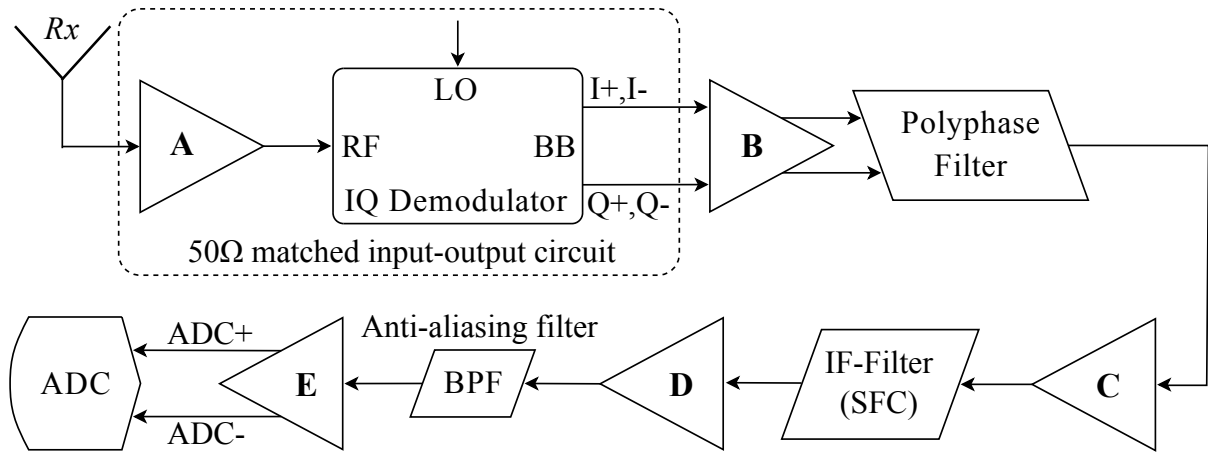 Rx
A
LO
RF
BB
IQ Demodulator
I+,I-
Q+,Q-
50Ω matched input-output circuit
B
Polyphase
Filter
C
IF-Filter
(SFC)
D
Anti-aliasing filter
BPF
E
ADC+
ADC-
ADC